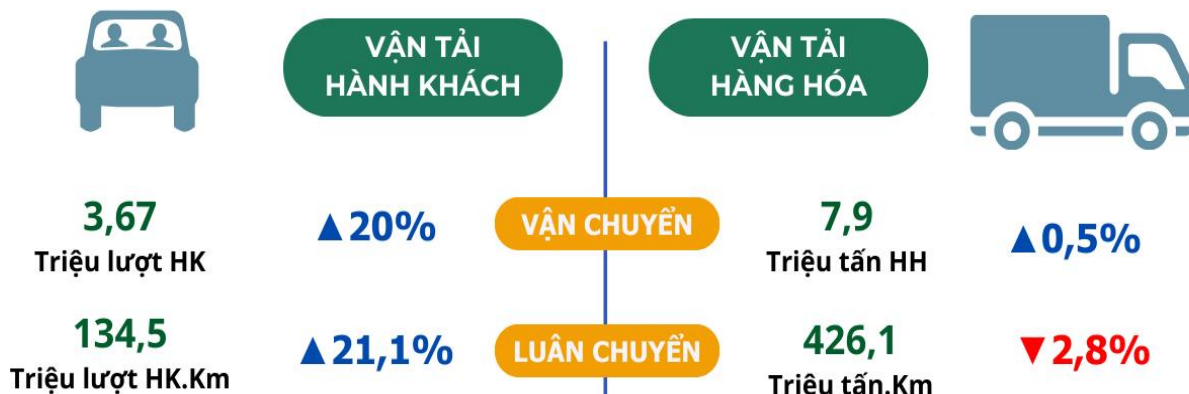 VẬN TẢI
HÀNH KHÁCH
VẬN TẢI
HÀNG HÓA
3,67
Triệu lượt HK
▲20%
VẬN CHUYỂN
7,9
Triệu tấn HH
▲0,5%
134,5
Triệu lượt HK.Km
▲21,1%
LUÂN CHUYỂN
426,1
Triệu tấn.Km
▼2,8%